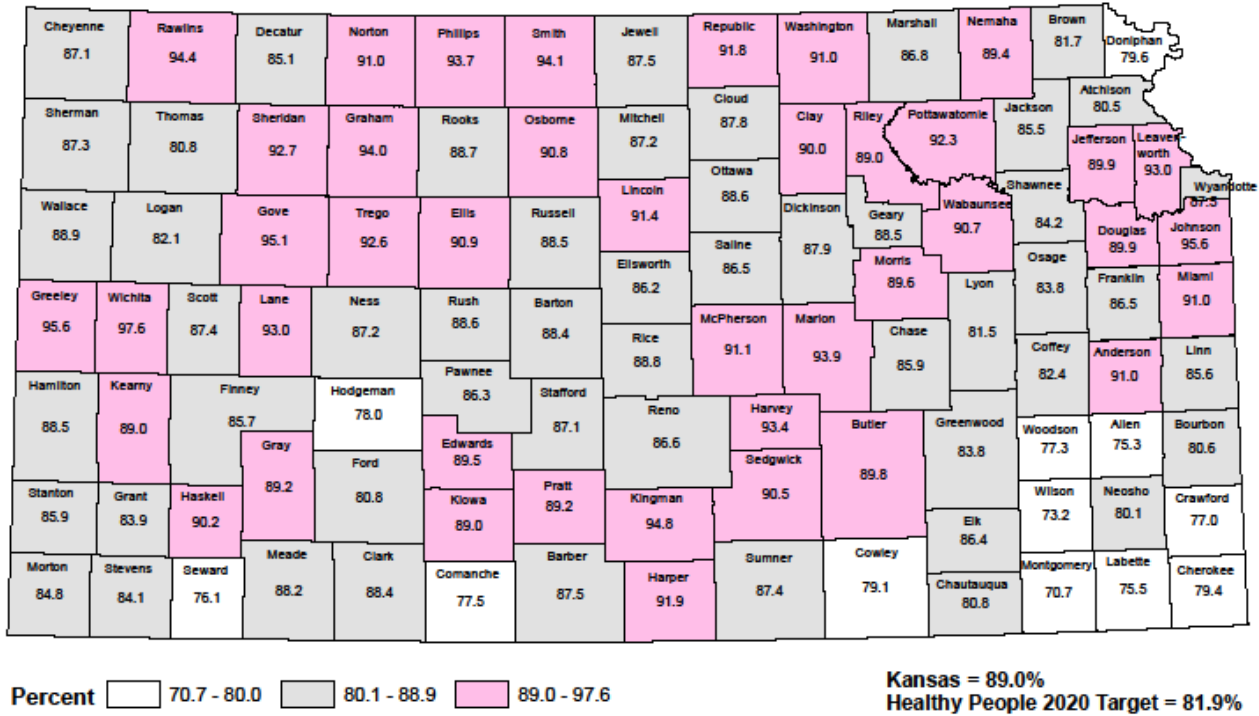 Cheyenne
87.1
Rawlins
94.4
Decatur
85.1
Norton
91.0
Phillips
93.7
Smith
94.1
Jewell
87.5
Republic
91.8
Washington
91.0
Marshall
86.8
Nemaha
89.4
Brown
81.7
Doniphan
79.6
Sherman
87.3
Thomas
80.8
Sheridan
92.7
Graham
94.0
Rooks
88.7
Osborne
90.8
Mitchell
87.2
Cloud
87.8
Clay
90.0
Riley
89.0
Pottawatomie
92.3
Jackson
85.5
Atchison
80.5
Jefferson
89.9
Leaven-
worth
93.0
Wyandotte
87.5
Wallace
88.9
Logan
82.1
Gove
95.1
Trego
92.6
Ellis
90.9
Russell
88.5
Lincoln
91.4
Ottawa
88.6
Saline
86.5
Dickinson
87.9
Geary
88.5
Wabaunsee
90.7
Shawnee
84.2
Douglas
89.9
Johnson
95.6
Ellsworth
86.2
Morris
89.6
Osage
83.8
Franklin
86.5
Miami
91.0
Greeley
95.6
Wichita
97.6
Scott
87.4
Lane
93.0
Ness
87.2
Rush
88.6
Barton
88.4
Rice
88.8
McPherson
91.1
Marion
93.9
Chase
85.9
Lyon
81.5
Coffey
82.4
Anderson
91.0
Linn
85.6
Hamilton
88.5
Kearny
89.0
Finney
85.7
Hodgeman
78.0
Pawnee
86.3
Stafford
87.1
Reno
86.6
Harvey
93.4
Butler
89.8
Greenwood
83.8
Woodson
77.3
Allen
75.3
Bourbon
80.6
Gray
89.2
Ford
80.8
Edwards
89.5
Kiowa
89.0
Pratt
89.2
Kingman
94.8
Sedgwick
90.5
Elk
86.4
Wilson
73.2
Neosho
80.1
Crawford
77.0
Stanton
85.9
Grant
83.9
Haskell
90.2
Morton
84.8
Stevens
84.1
Seward
76.1
Meade
88.2
Clark
88.4
Comanche
77.5
Barber
87.5
Harper
91.9
Sumner
87.4
Cowley
79.1
Chautauqua
80.8
Montgomery
70.7
Labette
75.5
Cherokee
79.4
Percent 70.7 - 80.0 80.1 - 88.9 89.0 - 97.6
Kansas = 89.0%
Healthy People 2020 Target = 81.9%